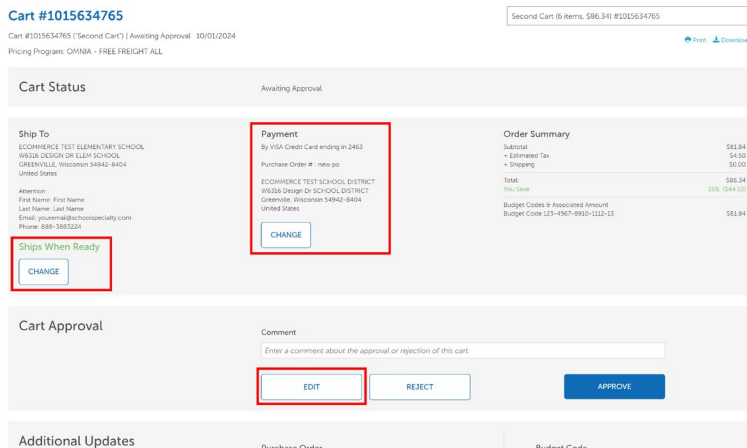 Cart #1015634765
Second Cart (6 items, $86.34) #1015634765
Cart #1015634765 ("Second Cart") | Awaiting Approval 10/01/2024
Print
Pricing Program: OMNIA - FREE FREIGHT ALL
Cart Status
Awaiting Approval
Ship To
ECOMMERCE TEST ELEMENTARY SCHOOL
W6316 DESIGN DR ELEM SCHOOL
GREENVILLE, Wisconsin 54942-8404
United States
Attention :
First Name: First Name
Last Name: Last Name
Email: youremail@schoolspecialty.com
Phone: 888-3883224
Ships When Ready
CHANGE
Payment
By VISA Credit Card ending in 2463
Purchase Order # : new po
ECOMMERCE TEST SCHOOL DISTRICT
W6316 Design Dr SCHOOL DISTRICT
Greenville, Wisconsin 54942-8404
United States
CHANGE
Order Summary
Subtotal $81.84
+ Estimated Tax $4.50
+ Shipping $0.00
Total: $86.34
You Save 35% ($44.10)
Budget Codes & Associated Amount
Budget Code 123-4567-8910-1112-13 $81.84
Cart Approval
Comment
Enter a comment about the approval or rejection of this cart.
EDIT
REJECT
APPROVE
Additional Updates
Purchase Order
Budget Code